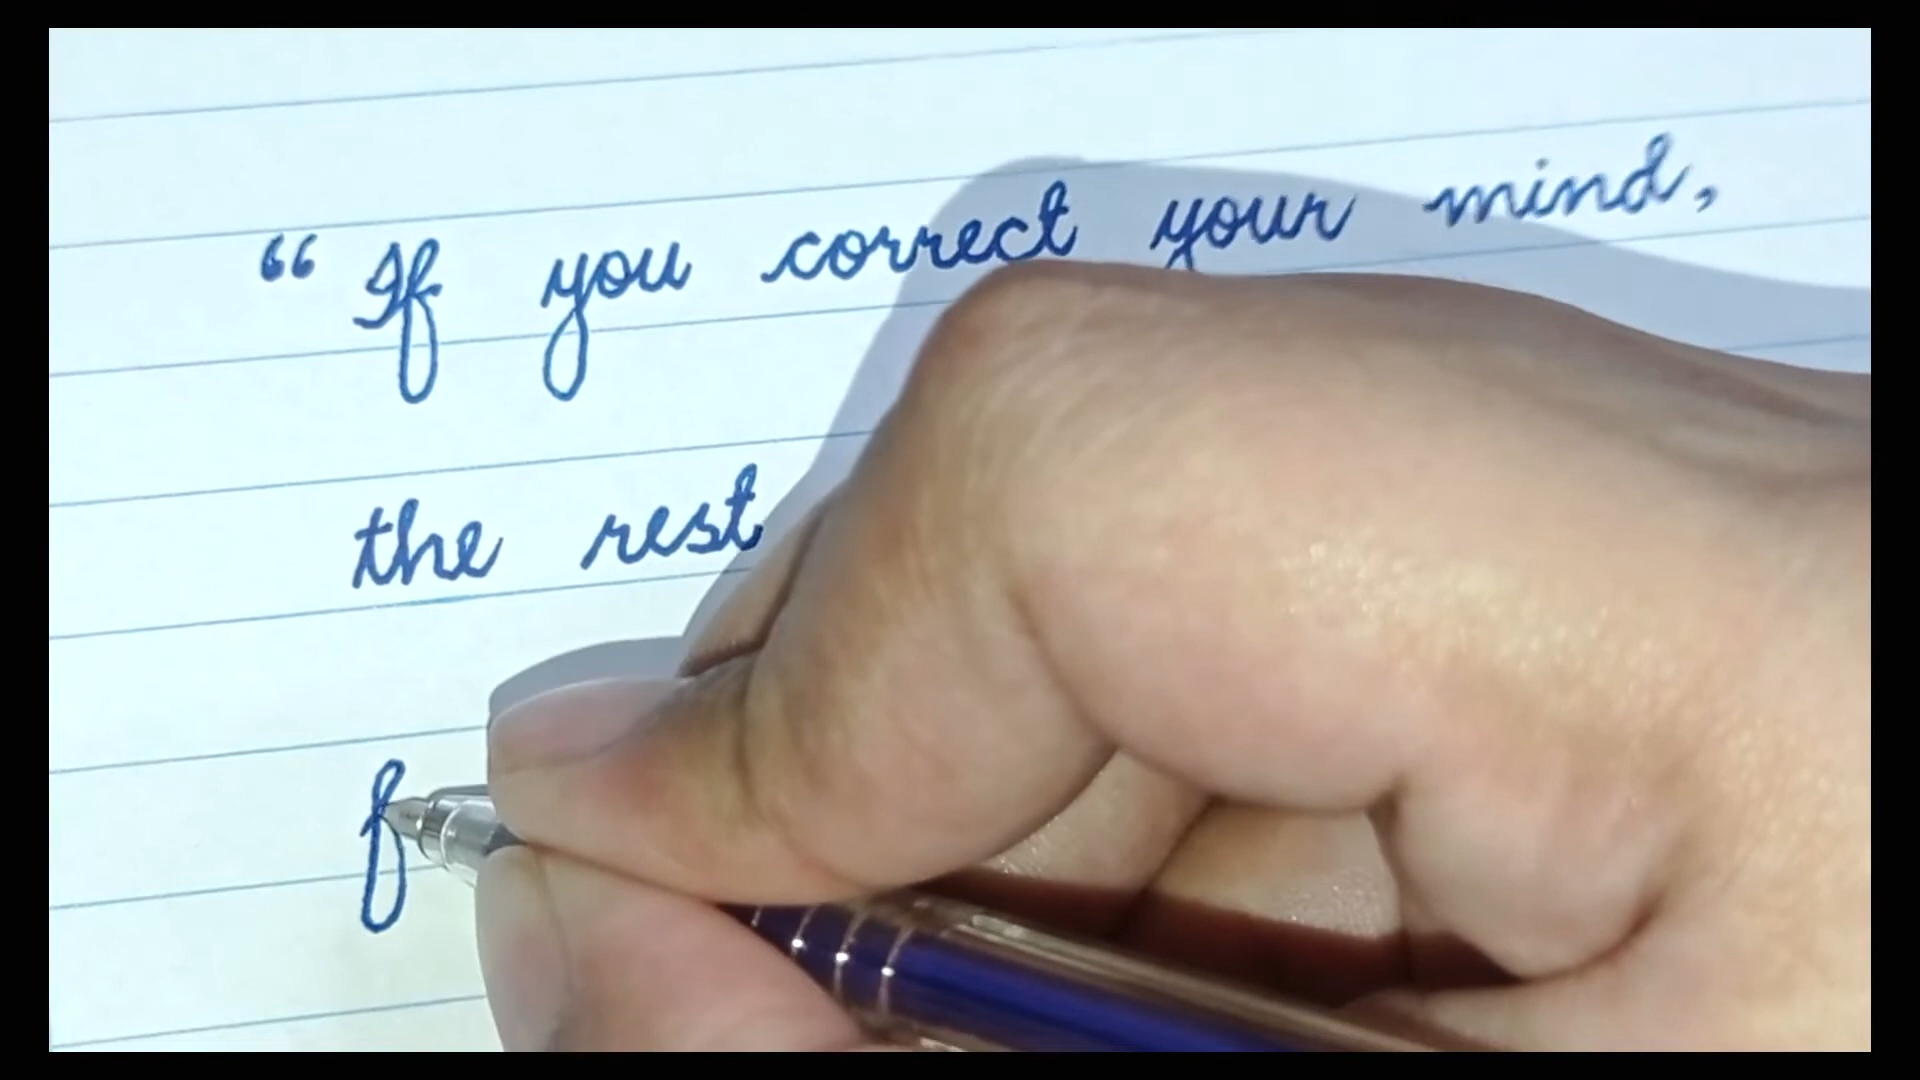 “ If you correct your mind,
the rest
f